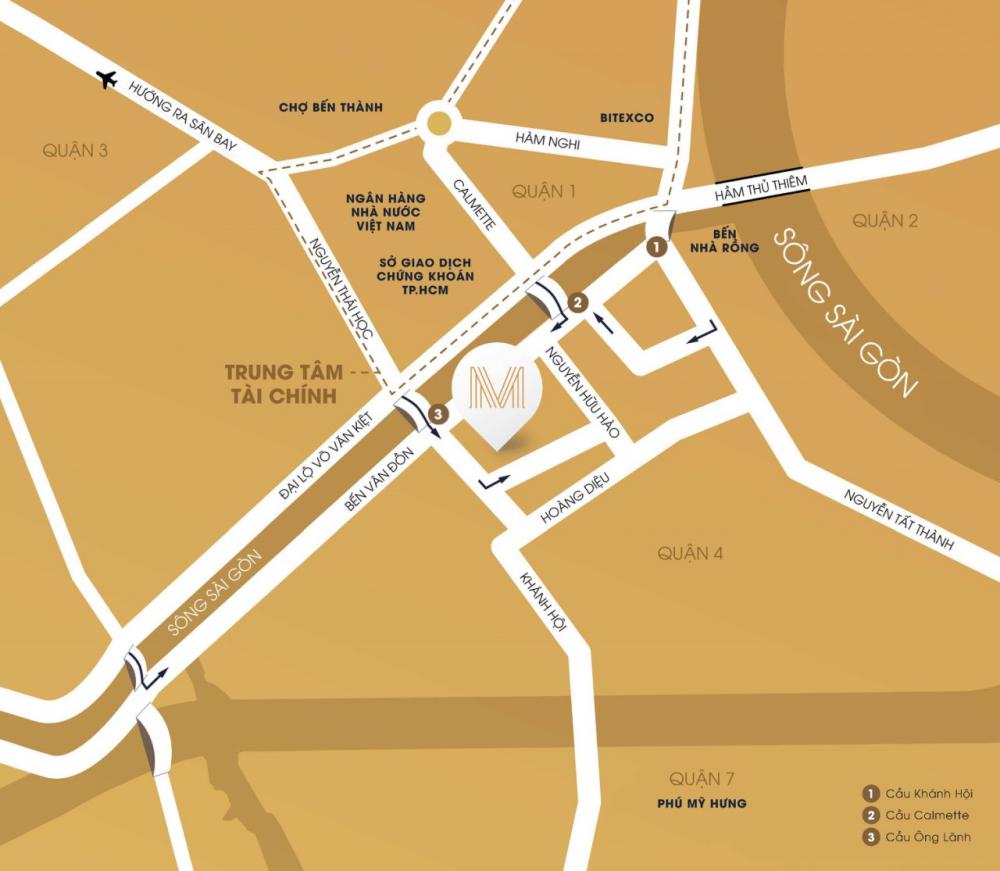 HƯỚNG RA SÂN BAY
CHỢ BẾN THÀNH
BITEXCO
HÀM NGHI
QUẬN 3
CALMETTE
QUẬN 1
HẦM THỦ THIÊM
NGÂN HÀNG
NHÀ NƯỚC
VIỆT NAM
QUẬN 2
BẾN
NHÀ RỒNG
1
SÔNG SÀI GÒN
SỞ GIAO DỊCH
CHỨNG KHOÁN
TP.HCM
NGUYỄN THÁI HỌC
2
TRUNG TÂM
TÀI CHÍNH
M
NGUYỄN HỮU HÀO
3
ĐẠI LỘ VÕ VĂN KIỆT
BẾN VÂN ĐỒN
HOÀNG DIỆU
NGUYỄN TẤT THÀNH
QUẬN 4
SÔNG SÀI GÒN
KHÁNH HỘI
QUẬN 7
PHÚ MỸ HƯNG
1 Cầu Khánh Hội
2 Cầu Calmette
3 Cầu Ông Lãnh